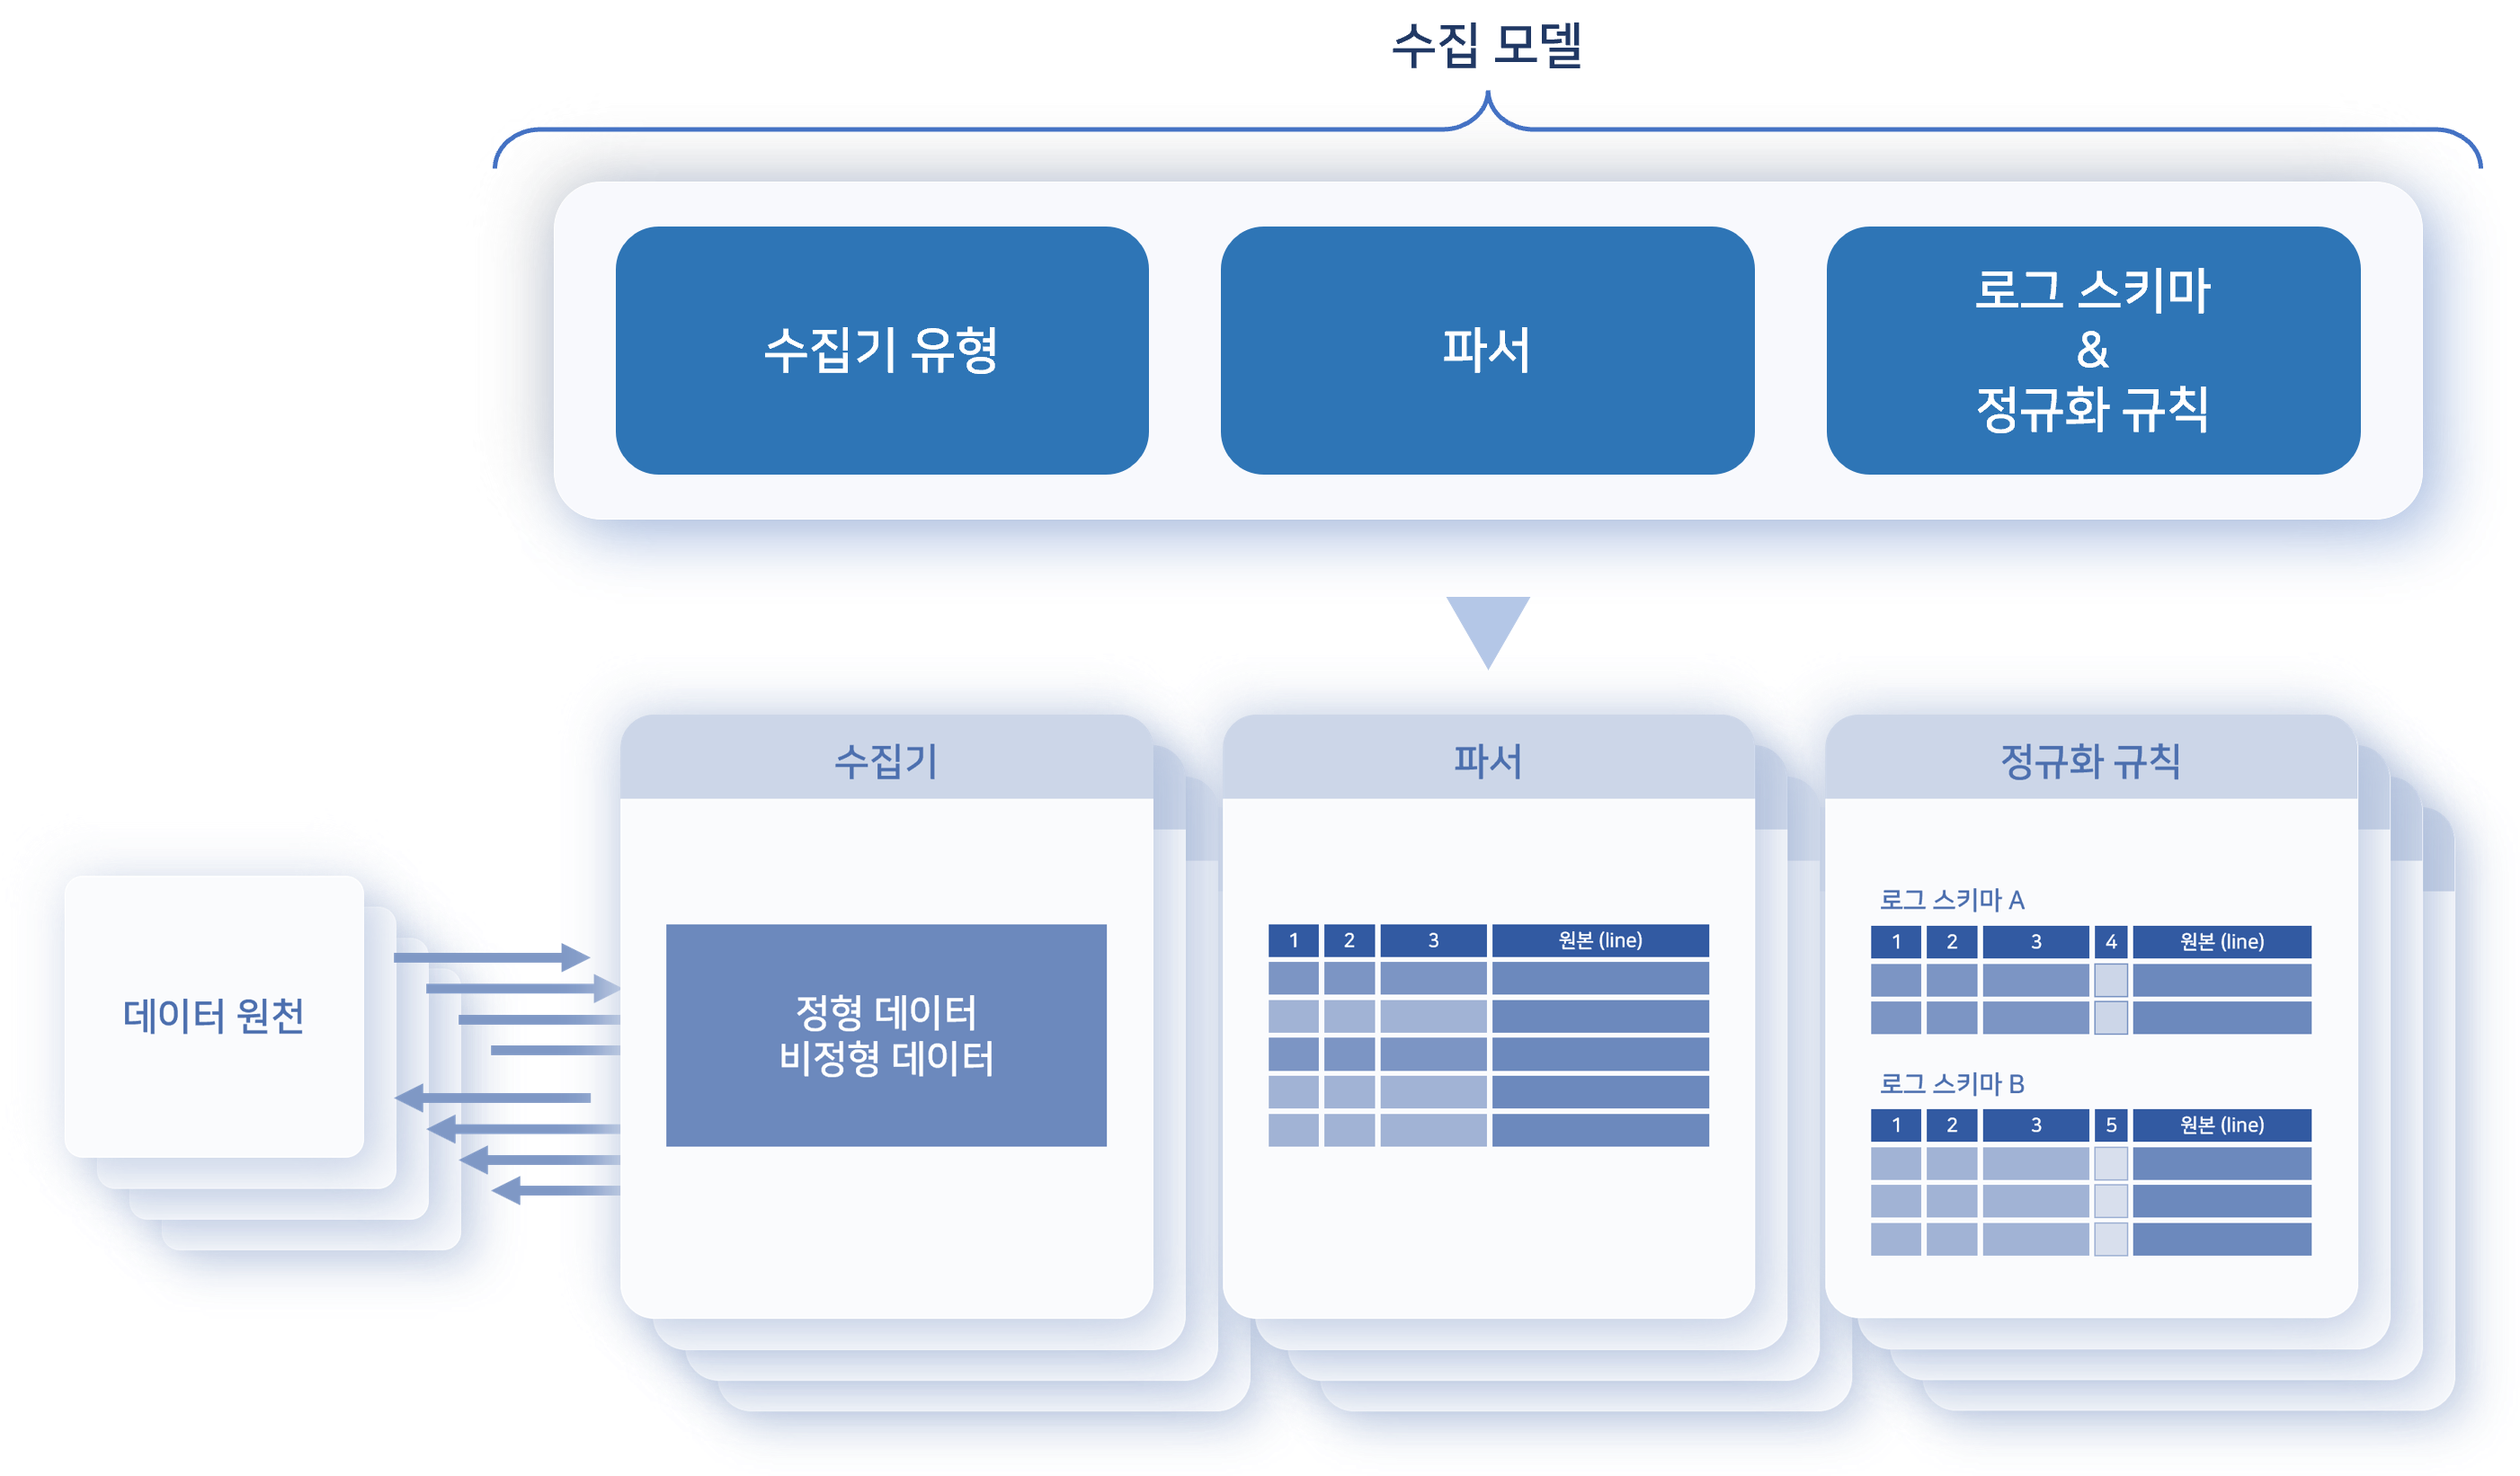 수집 모델
수집기 유형
파서
로그 스키마
&
정규화 규칙
데이터 원천
수집기
정형 데이터
비정형 데이터
파서
1 2 3 원본 (line)
정규화 규칙
로그 스키마 A
1 2 3 4 원본 (line)
로그 스키마 B
1 2 3 5 원본 (line)